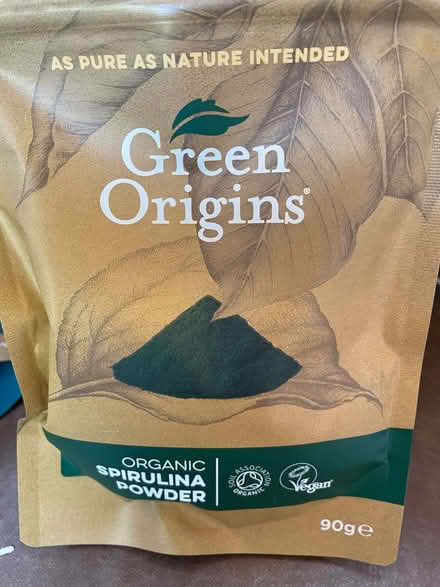 AS PURE AS NATURE INTENDED
Green
Origins®
ORGANIC
SPIRULINA
POWDER
SOIL ASSOCIATION
ORGANIC
Vegan
90g℮